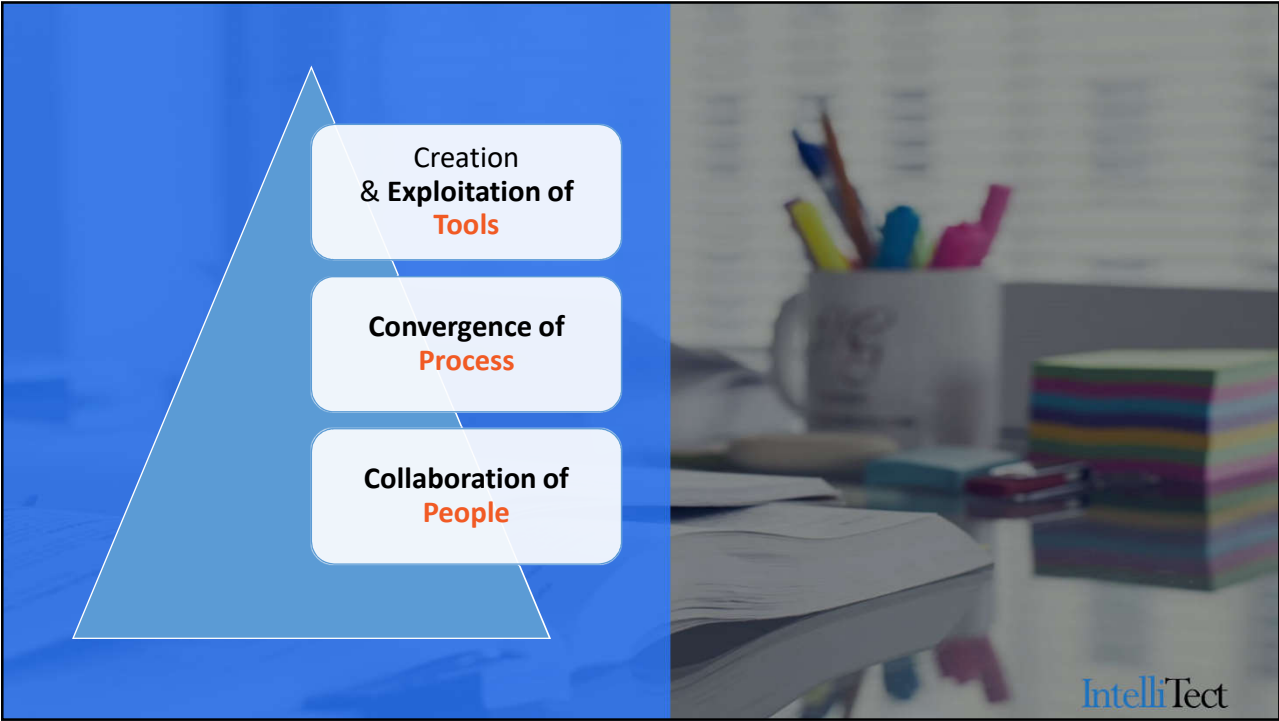 Creation
& Exploitation of
Tools
Convergence of
Process
Collaboration of
People
IntelliTect